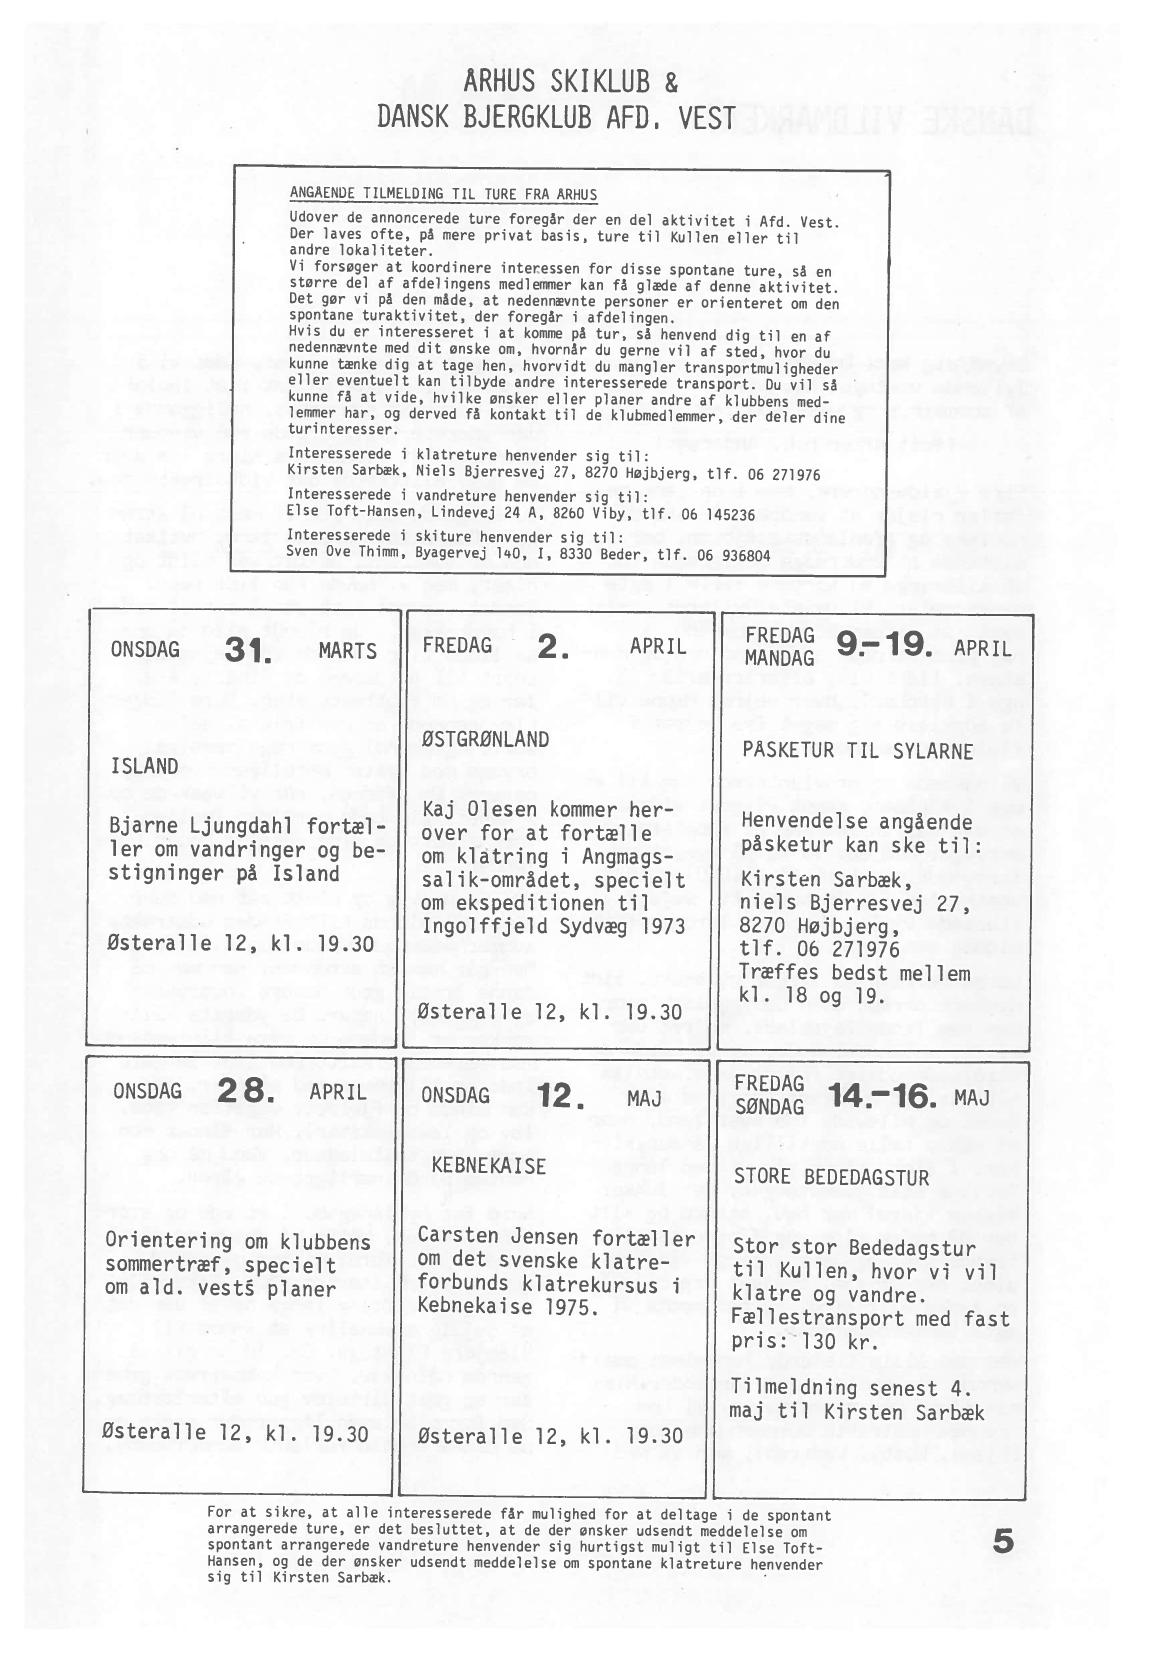 ÅRHUS SKIKLUB &
DANSK BJERGKLUB AFD. VEST
ANGAENDE TILMELDING TIL TURE FRA ARHUS
Udover de annoncerede ture foregår der en del aktivitet i Afd. Vest.
Der laves ofte, på mere privat basis, ture til Kullen eller til
andre lokaliteter.
Vi forsøger at koordinere interessen for disse spontane ture, så en
større del af afdelingens medlemmer kan få glæde af denne aktivitet.
Det gør vi på den måde, at nedennævnte personer er orienteret om den
spontane turaktivitet, der foregår i afdelingen.
Hvis du er interesseret i at komme på tur, så henvend dig til en af
nedennævnte med dit ønske om, hvornår du gerne vil af sted, hvor du
kunne tænke dig at tage hen, hvorvidt du mangler transportmuligheder
eller eventuelt kan tilbyde andre interesserede transport. Du vil så
kunne få at vide, hvilke ønsker eller planer andre af klubbens med-
lemmer har, og derved få kontakt til de klubmedlemmer, der deler dine
turinteresser.
Interesserede i klatreture henvender sig til:
Kirsten Sarbæk, Niels Bjerresvej 27, 8270 Højbjerg, tlf. 06 271976
Interesserede i vandreture henvender sig til:
Else Toft-Hansen, Lindevej 24 A, 8260 Viby, tlf. 06 145236
Interesserede i skiture henvender sig til:
Sven Ove Thimm, Byagervej 140, I, 8330 Beder, tlf. 06 936804
ONSDAG 31. MARTS
ISLAND
Bjarne Ljungdahl fortæl-
ler om vandringer og be-
stigninger på Island
Østeralle 12, kl. 19.30
FREDAG 2. APRIL
ØSTGRØNLAND
Kaj Olesen kommer her-
over for at fortælle
om klatring i Angmags-
salik-området, specielt
om ekspeditionen til
Ingolffjeld Sydvæg 1973
Østeralle 12, kl. 19.30
FREDAG
MANDAG 9.-19. APRIL
PÅSKETUR TIL SYLARNE
Henvendelse angående
påsketur kan ske til:
Kirsten Sarbæk,
niels Bjerresvej 27,
8270 Højbjerg,
tlf. 06 271976
Træffes bedst mellem
kl. 18 og 19.
ONSDAG 28. APRIL
Orientering om klubbens
sommertræf, specielt
om ald. vestś planer
Østeralle 12, kl. 19.30
ONSDAG 12. MAJ
KEBNEKAISE
Carsten Jensen fortæller
om det svenske klatre-
forbunds klatrekursus i
Kebnekaise 1975.
Østeralle 12, kl. 19.30
FREDAG
SØNDAG 14.-16. MAJ
STORE BEDEDAGSTUR
Stor stor Bededagstur
til Kullen, hvor vi vil
klatre og vandre.
Fællestransport med fast
pris: 130 kr.
Tilmeldning senest 4.
maj til Kirsten Sarbæk
For at sikre, at alle interesserede får mulighed for at deltage i de spontant
arrangerede ture, er det besluttet, at de der ønsker udsendt meddelelse om
spontant arrangerede vandreture henvender sig hurtigst muligt til Else Toft-
Hansen, og de der ønsker udsendt meddelelse om spontane klatreture henvender
sig til Kirsten Sarbæk.
5